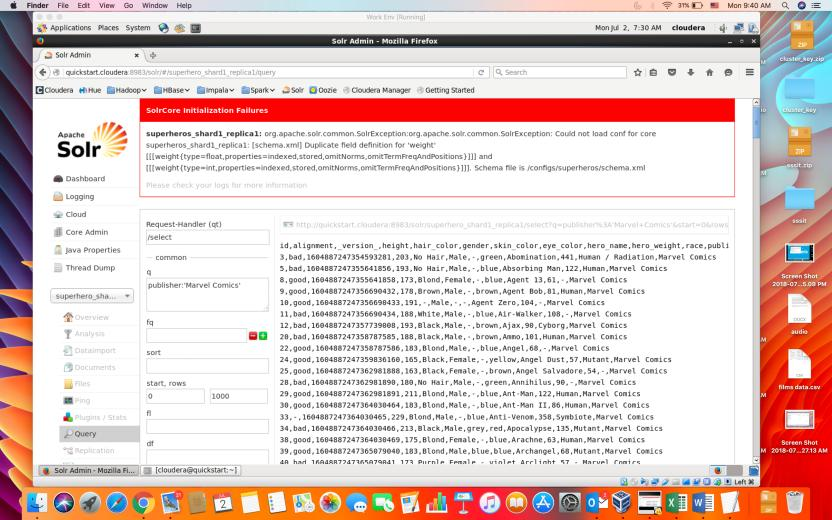 Finder File Edit View Go Window Help
31% Mon 9:40 AM
Work Env [Running]
Applications Places System Mon Jul 2, 7:30 AM cloudera
Solr Admin - Mozilla Firefox
Solr Admin
quickstart.cloudera:8983/solr/#/superhero_shard1_replica1/query
Search
Cloudera Hue Hadoop HBase Impala Spark Solr Oozie Cloudera Manager Getting Started
Apache
Solr
Dashboard
Logging
Cloud
Core Admin
Java Properties
Thread Dump
superhero_sha...
Overview
Analysis
Dataimport
Documents
Files
Ping
Plugins / Stats
Query
Replication
SolrCore Initialization Failures
superheros_shard1_replica1: org.apache.solr.common.SolrException:org.apache.solr.common.SolrException: Could not load conf for core
superheros_shard1_replica1: [schema.xml] Duplicate field definition for 'weight'
[[[weight{type=float,properties=indexed,stored,omitNorms,omitTermFreqAndPositions}]]] and
[[[weight{type=int,properties=indexed,stored,omitNorms,omitTermFreqAndPositions}]]]. Schema file is /configs/superheros/schema.xml
Please check your logs for more information
Request-Handler (qt)
/select
common
q
publisher:'Marvel Comics'
fq
sort
start, rows
0 1000
fl
df
http://quickstart.cloudera:8983/solr/superhero_shard1_replica1/select?q=publisher%3A'Marvel+Comics'&start=0&rows
id,alignment,_version_,height,hair_color,gender,skin_color,eye_color,hero_name,hero_weight,race,publi
3,bad,1604887247354593281,203,No Hair,Male,-,green,Abomination,441,Human / Radiation,Marvel Comics
5,bad,1604887247355641856,193,No Hair,Male,-,blue,Absorbing Man,122,Human,Marvel Comics
8,good,1604887247355641858,173,Blond,Female,-,blue,Agent 13,61,-,Marvel Comics
9,good,1604887247356690432,178,Brown,Male,-,brown,Agent Bob,81,Human,Marvel Comics
10,good,1604887247356690433,191,-,Male,-,-,Agent Zero,104,-,Marvel Comics
11,bad,1604887247356690434,188,White,Male,-,blue,Air-Walker,108,-,Marvel Comics
12,bad,1604887247357739008,193,Black,Male,-,brown,Ajax,90,Cyborg,Marvel Comics
20,bad,1604887247358787585,188,Black,Male,-,brown,Ammo,101,Human,Marvel Comics
22,good,1604887247358787586,183,Blond,Male,-,blue,Angel,68,-,Marvel Comics
24,good,1604887247359836160,165,Black,Female,-,yellow,Angel Dust,57,Mutant,Marvel Comics
25,good,1604887247362981888,163,Black,Female,-,brown,Angel Salvadore,54,-,Marvel Comics
28,bad,1604887247362981890,180,No Hair,Male,-,green,Annihilus,90,-,Marvel Comics
29,good,1604887247362981891,211,Blond,Male,-,blue,Ant-Man,122,Human,Marvel Comics
30,good,1604887247364030464,183,Blond,Male,-,blue,Ant-Man II,86,Human,Marvel Comics
33,-,1604887247364030465,229,Blond,Male,-,blue,Anti-Venom,358,Symbiote,Marvel Comics
34,bad,1604887247364030466,213,Black,Male,grey,red,Apocalypse,135,Mutant,Marvel Comics
38,good,1604887247364030469,175,Blond,Female,-,blue,Arachne,63,Human,Marvel Comics
39,good,1604887247365079040,183,Blond,Male,blue,blue,Archangel,68,Mutant,Marvel Comics
40,bad,1604887247365079041,173,Purple,Female,-,violet,Arclight,57,-,Marvel Comics
Solr Admin - Mozilla Fi...
[cloudera@quickstart:~]
Left ⌘
ZIP
cluster_key.zip
cluster_key
ZIP
sssit.zip
sssit
Screen Shot
2018-07...5.09 PM
DOCX
audio
films data.csv
Screen Shot
2018-07...27.13 AM